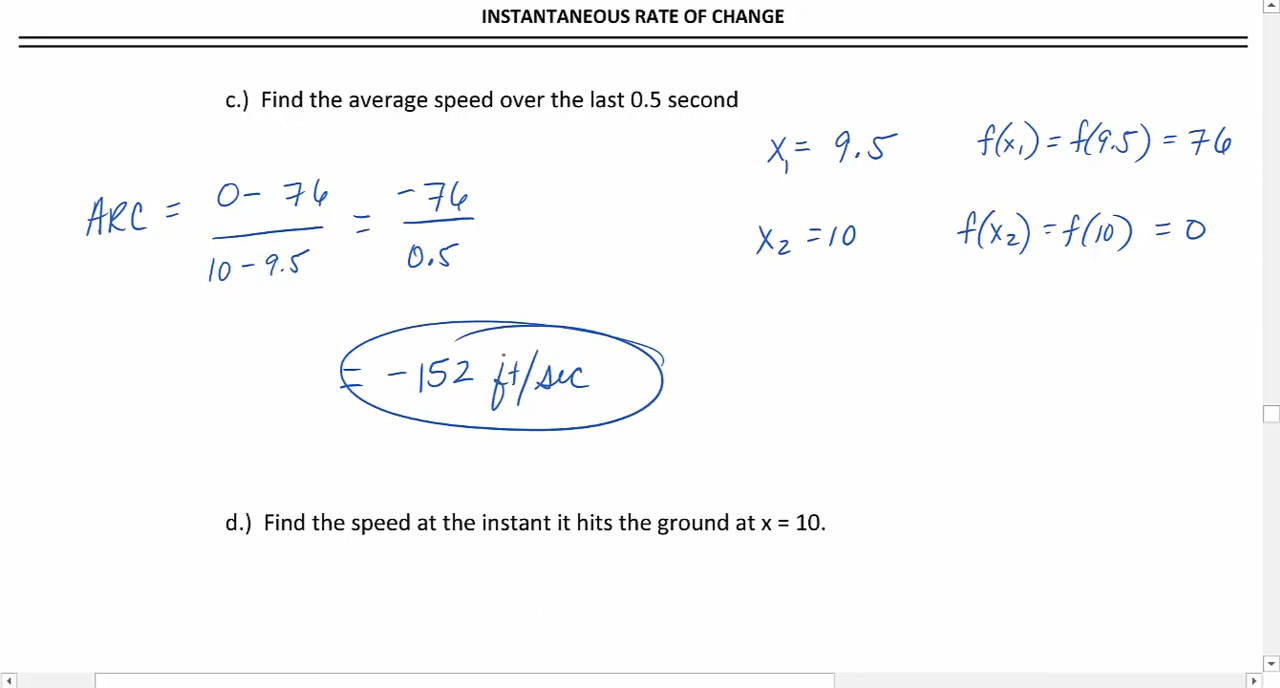 INSTANTANEOUS RATE OF CHANGE
c.) Find the average speed over the last 0.5 second
x₁ = 9.5 f(x₁) = f(9.5) = 76
ARC = (0 - 76)/(10 - 9.5) = -76/0.5
x₂ = 10 f(x₂) = f(10) = 0
= -152 ft/sec
d.) Find the speed at the instant it hits the ground at x = 10.